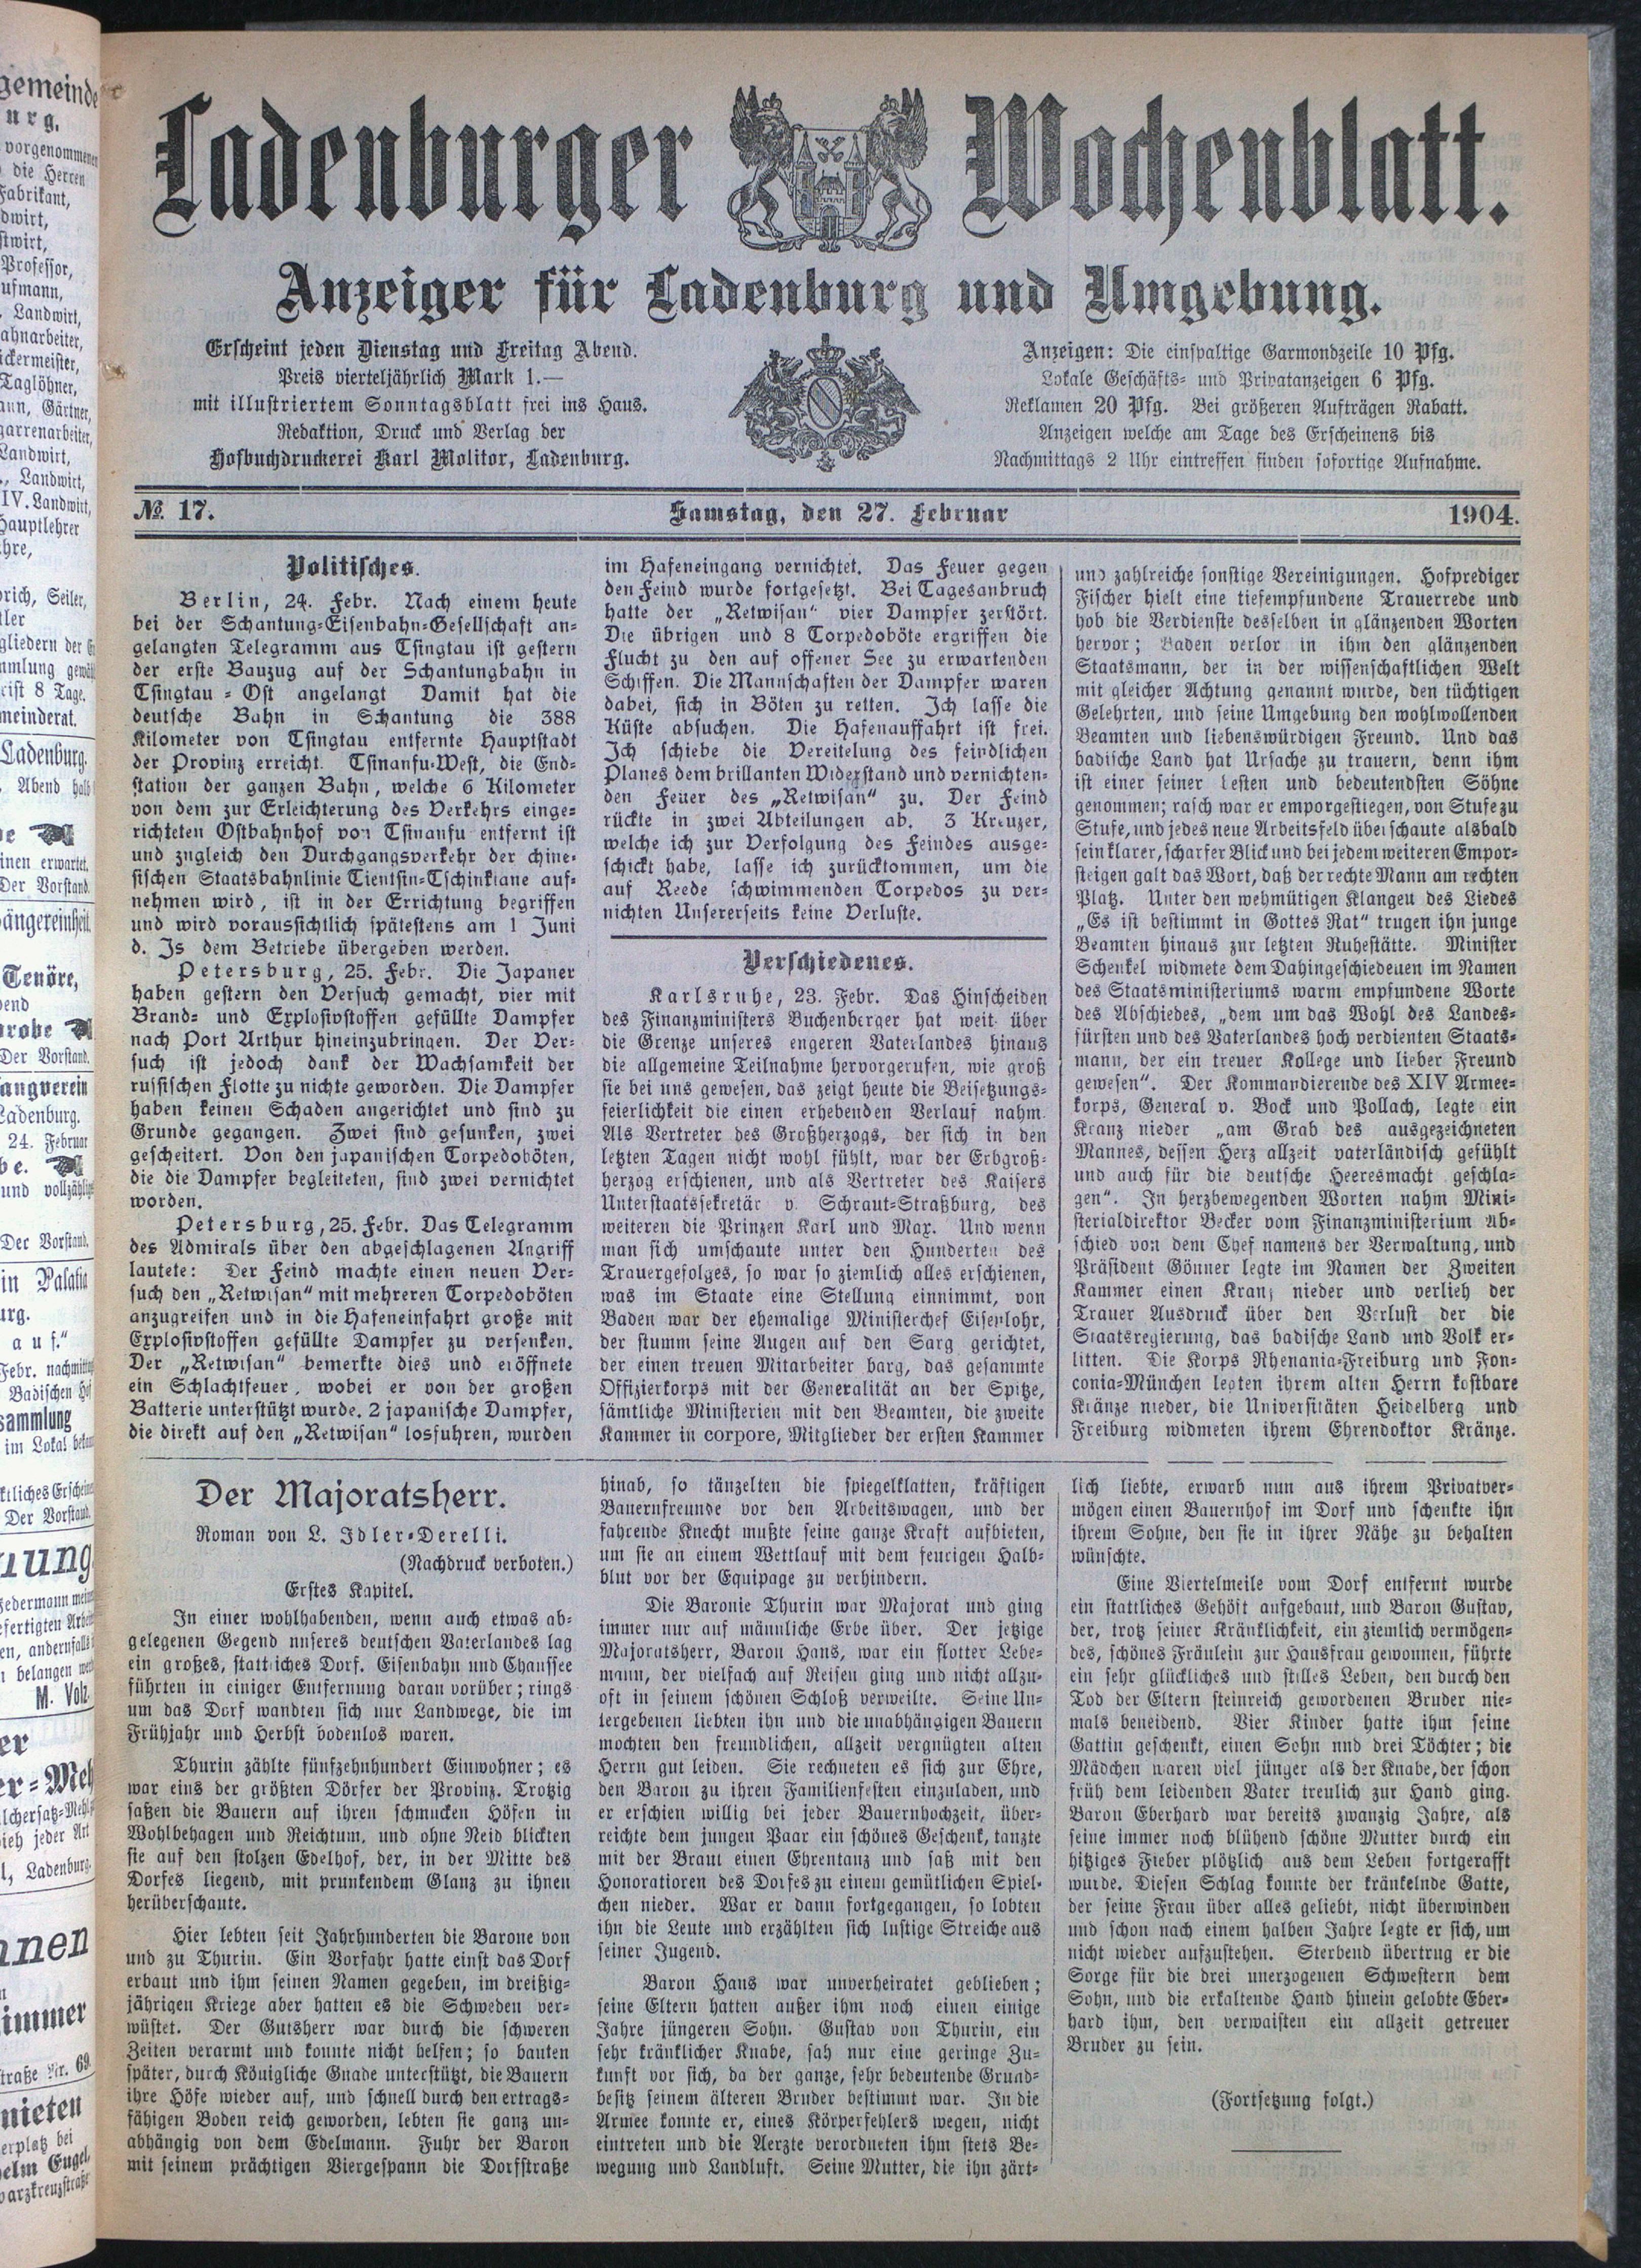 Ladenburger Wochenblatt.
Anzeiger für Ladenburg und Umgebung.
Erscheint jeden Dienstag und Freitag Abend.
Preis vierteljährlich Mark 1.—
mit illustriertem Sonntagsblatt frei ins Haus.
Redaktion, Druck und Verlag der
Hofbuchdruckerei Karl Molitor, Ladenburg.
Anzeigen: Die einspaltige Garmondzeile 10 Pfg.
Lokale Geschäfts- und Privatanzeigen 6 Pfg.
Reklamen 20 Pfg. Bei größeren Aufträgen Rabatt.
Anzeigen welche am Tage des Erscheinens bis
Nachmittags 2 Uhr eintreffen finden sofortige Aufnahme.
№. 17. Samstag, den 27. Februar 1904.
Politisches.
Berlin, 24. Febr. Nach einem heute
bei der Schantung-Eisenbahn-Gesellschaft an-
gelangten Telegramm aus Tsingtau ist gestern
der erste Bauzug auf der Schantungbahn in
Tsingtau - Ost angelangt Damit hat die
deutsche Bahn in Schantung die 388
Kilometer von Tsingtau entfernte Hauptstadt
der Provinz erreicht. Tsinanfu-West, die End-
station der ganzen Bahn, welche 6 Kilometer
von dem zur Erleichterung des Verkehrs einge-
richteten Ostbahnhof von Tsinanfu entfernt ist
und zugleich den Durchgangsverkehr der chine-
sischen Staatsbahnlinie Tientsin-Tschinkiane auf-
nehmen wird, ist in der Errichtung begriffen
und wird voraussichtlich spätestens am 1 Juni
d. Js dem Betriebe übergeben werden.
Petersburg, 25. Febr. Die Japaner
haben gestern den Versuch gemacht, vier mit
Brand- und Explosivstoffen gefüllte Dampfer
nach Port Arthur hineinzubringen. Der Ver-
such ist jedoch dank der Wachsamkeit der
russischen Flotte zu nichte geworden. Die Dampfer
haben keinen Schaden angerichtet und sind zu
Grunde gegangen. Zwei sind gesunken, zwei
gescheitert. Von den japanischen Torpedoböten,
die die Dampfer begleiteten, sind zwei vernichtet
worden.
Petersburg, 25. Febr. Das Telegramm
des Admirals über den abgeschlagenen Angriff
lautete: Der Feind machte einen neuen Ver-
such den „Retwisan“ mit mehreren Torpedoböten
anzugreifen und in die Hafeneinfahrt große mit
Explosivstoffen gefüllte Dampfer zu versenken.
Der „Retwisan“ bemerkte dies und eröffnete
ein Schlachtfeuer, wobei er von der großen
Batterie unterstützt wurde. 2 japanische Dampfer,
die direkt auf den „Retwisan“ losfuhren, wurden
im Hafeneingang vernichtet. Das Feuer gegen
den Feind wurde fortgesetzt. Bei Tagesanbruch
hatte der „Retwisan“ vier Dampfer zerstört.
Die übrigen und 8 Torpedoböte ergriffen die
Flucht zu den auf offener See zu erwartenden
Schiffen. Die Mannschaften der Dampfer waren
dabei, sich in Böten zu retten. Ich lasse die
Küste absuchen. Die Hafenauffahrt ist frei.
Ich schiebe die Vereitelung des feindlichen
Planes dem brillanten Widerstand und vernichten-
den Feuer des „Retwisan“ zu. Der Feind
rückte in zwei Abteilungen ab. 3 Kreuzer,
welche ich zur Verfolgung des Feindes ausge-
schickt habe, lasse ich zurückkommen, um die
auf Reede schwimmenden Torpedos zu ver-
nichten Unsererseits keine Verluste.
Verschiedenes.
Karlsruhe, 23. Febr. Das Hinscheiden
des Finanzministers Buchenberger hat weit über
die Grenze unseres engeren Vaterlandes hinaus
die allgemeine Teilnahme hervorgerufen, wie groß
sie bei uns gewesen, das zeigt heute die Beisetzungs-
feierlichkeit die einen erhebenden Verlauf nahm.
Als Vertreter des Großherzogs, der sich in den
letzten Tagen nicht wohl fühlt, war der Erbgroß-
herzog erschienen, und als Vertreter des Kaisers
Unterstaatssekretär v. Schraut-Straßburg, des
weiteren die Prinzen Karl und Max. Und wenn
man sich umschaute unter den Hunderten des
Trauergefolges, so war so ziemlich alles erschienen,
was im Staate eine Stellung einnimmt, von
Baden war der ehemalige Ministerchef Eisenlohr,
der stumm seine Augen auf den Sarg gerichtet,
der einen treuen Mitarbeiter barg, das gesammte
Offizierkorps mit der Generalität an der Spitze,
sämtliche Ministerien mit den Beamten, die zweite
Kammer in corpore, Mitglieder der ersten Kammer
und zahlreiche sonstige Vereinigungen. Hofprediger
Fischer hielt eine tiefempfundene Trauerrede und
hob die Verdienste desselben in glänzenden Worten
hervor; Baden verlor in ihm den glänzenden
Staatsmann, der in der wissenschaftlichen Welt
mit gleicher Achtung genannt wurde, den tüchtigen
Gelehrten, und seine Umgebung den wohlwollenden
Beamten und liebenswürdigen Freund. Und das
badische Land hat Ursache zu trauern, denn ihm
ist einer seiner besten und bedeutendsten Söhne
genommen; rasch war er emporgestiegen, von Stufe zu
Stufe, und jedes neue Arbeitsfeld überschaute alsbald
sein klarer, scharfer Blick und bei jedem weiteren Empor-
steigen galt das Wort, daß der rechte Mann am rechten
Platz. Unter den wehmütigen Klangeu des Liedes
„Es ist bestimmt in Gottes Rat“ trugen ihn junge
Beamten hinaus zur letzten Ruhestätte. Minister
Schenkel widmete dem Dahingeschiedenen im Namen
des Staatsministeriums warm empfundene Worte
des Abschiedes, „dem um das Wohl des Landes-
fürsten und des Vaterlandes hoch verdienten Staats-
mann, der ein treuer Kollege und lieber Freund
gewesen“. Der Kommandierende des XIV Armee-
korps, General v. Bock und Pollach, legte ein
Kranz nieder „am Grab des ausgezeichneten
Mannes, dessen Herz allzeit vaterländisch gefühlt
und auch für die deutsche Heeresmacht geschla-
gen“. In herzbewegenden Worten nahm Mini-
sterialdirektor Becker vom Finanzministerium Ab-
schied von dem Chef namens der Verwaltung, und
Präsident Gönner legte im Namen der Zweiten
Kammer einen Kranz nieder und verlieh der
Trauer Ausdruck über den Verlust der die
Staatsregierung, das badische Land und Volk er-
litten. Die Korps Rhenania-Freiburg und Fon-
conia-München legten ihrem alten Herrn kostbare
Kränze nieder, die Universitäten Heidelberg und
Freiburg widmeten ihrem Ehrendoktor Kränze.
Der Majoratsherr.
Roman von L. Idler-Derelli.
(Nachdruck verboten.)
Erstes Kapitel.
In einer wohlhabenden, wenn auch etwas ab-
gelegenen Gegend unseres deutschen Vaterlandes lag
ein großes, stattliches Dorf. Eisenbahn und Chaussee
führten in einiger Entfernung daran vorüber; rings
um das Dorf wandten sich nur Landwege, die im
Frühjahr und Herbst bodenlos waren.
Thurin zählte fünfzehnhundert Einwohner; es
war eins der größten Dörfer der Provinz. Trotzig
saßen die Bauern auf ihren schmucken Höfen in
Wohlbehagen und Reichtum, und ohne Neid blickten
sie auf den stolzen Edelhof, der, in der Mitte des
Dorfes liegend, mit prunkendem Glanz zu ihnen
herüberschaute.
Hier lebten seit Jahrhunderten die Barone von
und zu Thurin. Ein Vorfahr hatte einst das Dorf
erbaut und ihm seinen Namen gegeben, im dreißig-
jährigen Kriege aber hatten es die Schweden ver-
wüstet. Der Gutsherr war durch die schweren
Zeiten verarmt und konnte nicht helfen; so bauten
später, durch Königliche Gnade unterstützt, die Bauern
ihre Höfe wieder auf, und schnell durch den ertrags-
fähigen Boden reich geworden, lebten sie ganz un-
abhängig von dem Edelmann. Fuhr der Baron
mit seinem prächtigen Viergespann die Dorfstraße
hinab, so tänzelten die spiegelklatten, kräftigen
Bauernfreunde vor den Arbeitswagen, und der
fahrende Knecht mußte seine ganze Kraft aufbieten,
um sie an einem Wettlauf mit dem feurigen Halb-
blut vor der Equipage zu verhindern.
Die Baronie Thurin war Majorat und ging
immer nur auf männliche Erbe über. Der jetzige
Majoratsherr, Baron Hans, war ein flotter Lebe-
mann, der vielfach auf Reisen ging und nicht allzu-
oft in seinem schönen Schloß verweilte. Seine Un-
tergebenen liebten ihn und die unabhängigen Bauern
mochten den freundlichen, allzeit vergnügten alten
Herrn gut leiden. Sie rechneten es sich zur Ehre,
den Baron zu ihren Familienfesten einzuladen, und
er erschien willig bei jeder Bauernhochzeit, über-
reichte dem jungen Paar ein schönes Geschenk, tanzte
mit der Braut einen Ehrentanz und saß mit den
Honoratioren des Dorfes zu einem gemütlichen Spiel-
chen nieder. War er dann fortgegangen, so lobten
ihn die Leute und erzählten sich lustige Streiche aus
seiner Jugend.
Baron Hans war unverheiratet geblieben;
seine Eltern hatten außer ihm noch einen einige
Jahre jüngeren Sohn. Gustav von Thurin, ein
sehr kränklicher Knabe, sah nur eine geringe Zu-
kunft vor sich, da der ganze, sehr bedeutende Grund-
besitz seinem älteren Bruder bestimmt war. In die
Armee konnte er, eines Körperfehlers wegen, nicht
eintreten und die Aerzte verordneten ihm stets Be-
wegung und Landluft. Seine Mutter, die ihn zärt-
lich liebte, erwarb nun aus ihrem Privatver-
mögen einen Bauernhof im Dorf und schenkte ihn
ihrem Sohne, den sie in ihrer Nähe zu behalten
wünschte.
Eine Viertelmeile vom Dorf entfernt wurde
ein stattliches Gehöft aufgebaut, und Baron Gustav,
der, trotz seiner Kränklichkeit, ein ziemlich vermögen-
des, schönes Fräulein zur Hausfrau gewonnen, führte
ein sehr glückliches und stilles Leben, den durch den
Tod der Eltern steinreich gewordenen Bruder nie-
mals beneidend. Vier Kinder hatte ihm seine
Gattin geschenkt, einen Sohn und drei Töchter; die
Mädchen waren viel jünger als der Knabe, der schon
früh dem leidenden Vater treulich zur Hand ging.
Baron Eberhard war bereits zwanzig Jahre, als
seine immer noch blühend schöne Mutter durch ein
hitziges Fieber plötzlich aus dem Leben fortgerafft
wurde. Diesen Schlag konnte der kränkelnde Gatte,
der seine Frau über alles geliebt, nicht überwinden
und schon nach einem halben Jahre legte er sich, um
nicht wieder aufzustehen. Sterbend übertrug er die
Sorge für die drei unerzogenen Schwestern dem
Sohn, und die erkaltende Hand hinein gelobte Eber-
hard ihm, den verwaisten ein allzeit getreuer
Bruder zu sein.
(Fortsetzung folgt.)